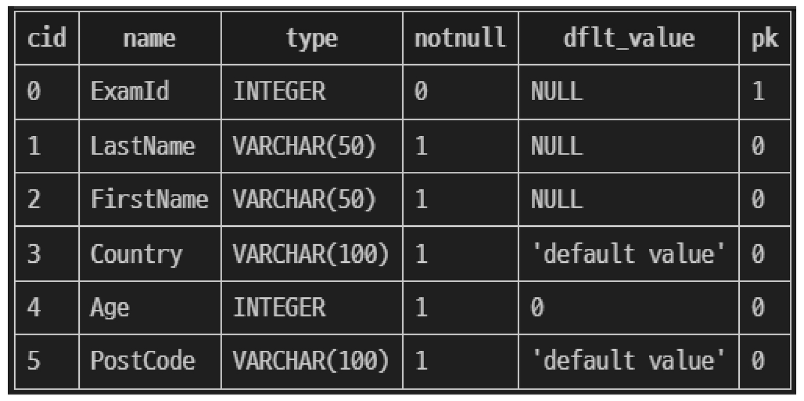 cid name type notnull dflt_value pk
0 ExamId INTEGER 0 NULL 1
1 LastName VARCHAR(50) 1 NULL 0
2 FirstName VARCHAR(50) 1 NULL 0
3 Country VARCHAR(100) 1 'default value' 0
4 Age INTEGER 1 0 0
5 PostCode VARCHAR(100) 1 'default value' 0